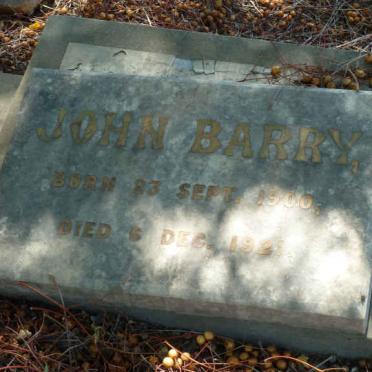 JOHN BARRY,
BORN 23 SEPT. 1900,
DIED 6 DEC.